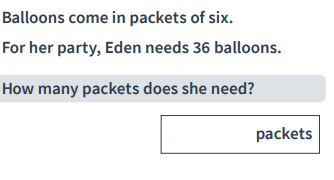 Balloons come in packets of six.
For her party, Eden needs 36 balloons.
How many packets does she need?
packets